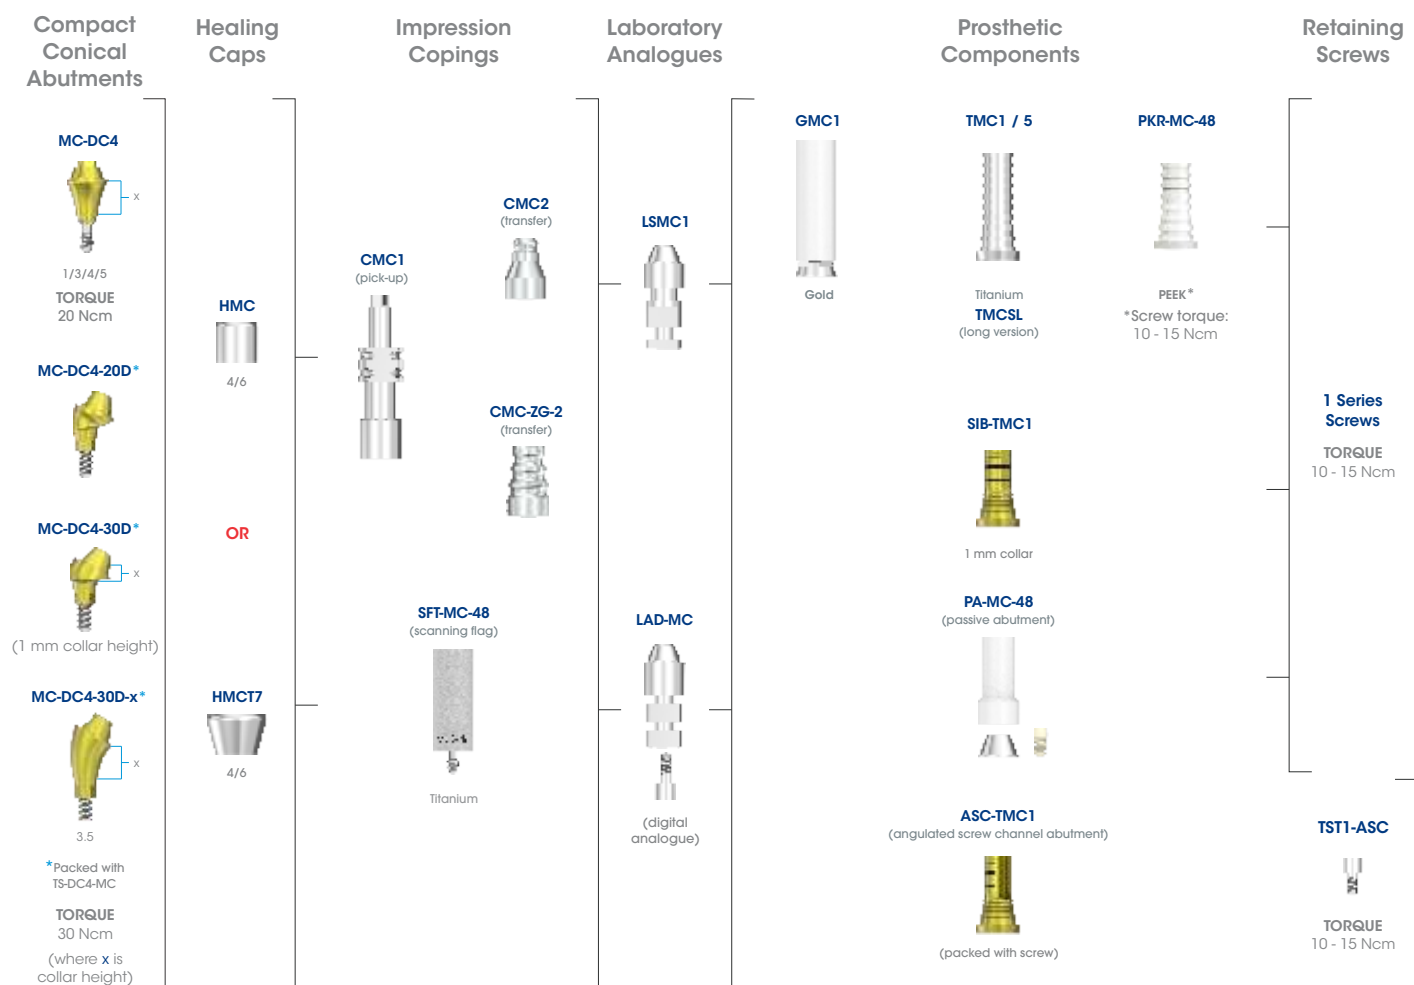 Compact
Conical
Abutments
MC-DC4
x
1/3/4/5
TORQUE
20 Ncm
MC-DC4-20D*
MC-DC4-30D*
x
(1 mm collar height)
MC-DC4-30D-x*
x
3.5
*Packed with
TS-DC4-MC
TORQUE
30 Ncm
(where x is
collar height)
Healing
Caps
HMC
4/6
OR
HMCT7
4/6
Impression
Copings
CMC1
(pick-up)
CMC2
(transfer)
CMC-ZG-2
(transfer)
SFT-MC-48
(scanning flag)
Titanium
Laboratory
Analogues
LSMC1
LAD-MC
(digital
analogue)
Prosthetic
Components
GMC1
Gold
TMC1 / 5
Titanium
TMCSL
(long version)
PKR-MC-48
PEEK*
*Screw torque:
10 - 15 Ncm
SIB-TMC1
1 mm collar
PA-MC-48
(passive abutment)
ASC-TMC1
(angulated screw channel abutment)
(packed with screw)
Retaining
Screws
1 Series
Screws
TORQUE
10 - 15 Ncm
TST1-ASC
TORQUE
10 - 15 Ncm